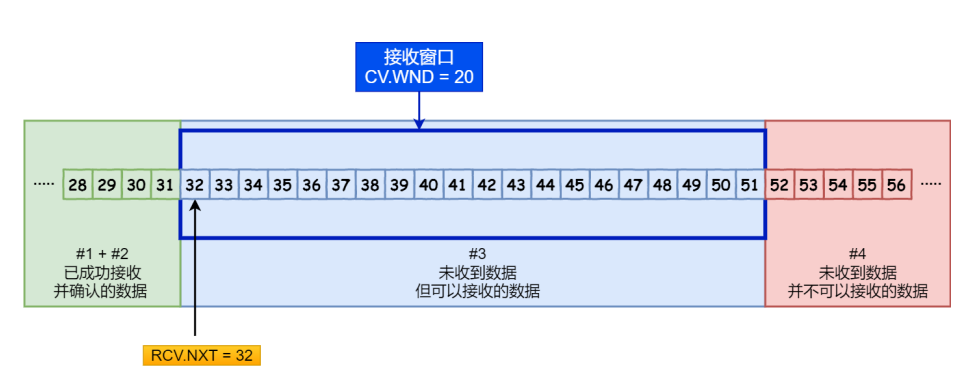 接收窗口
CV.WND = 20
..... 28 29 30 31 32 33 34 35 36 37 38 39 40 41 42 43 44 45 46 47 48 49 50 51 52 53 54 55 56 .....
#1 + #2
已成功接收
并确认的数据
#3
未收到数据
但可以接收的数据
#4
未收到数据
并不可以接收的数据
RCV.NXT = 32